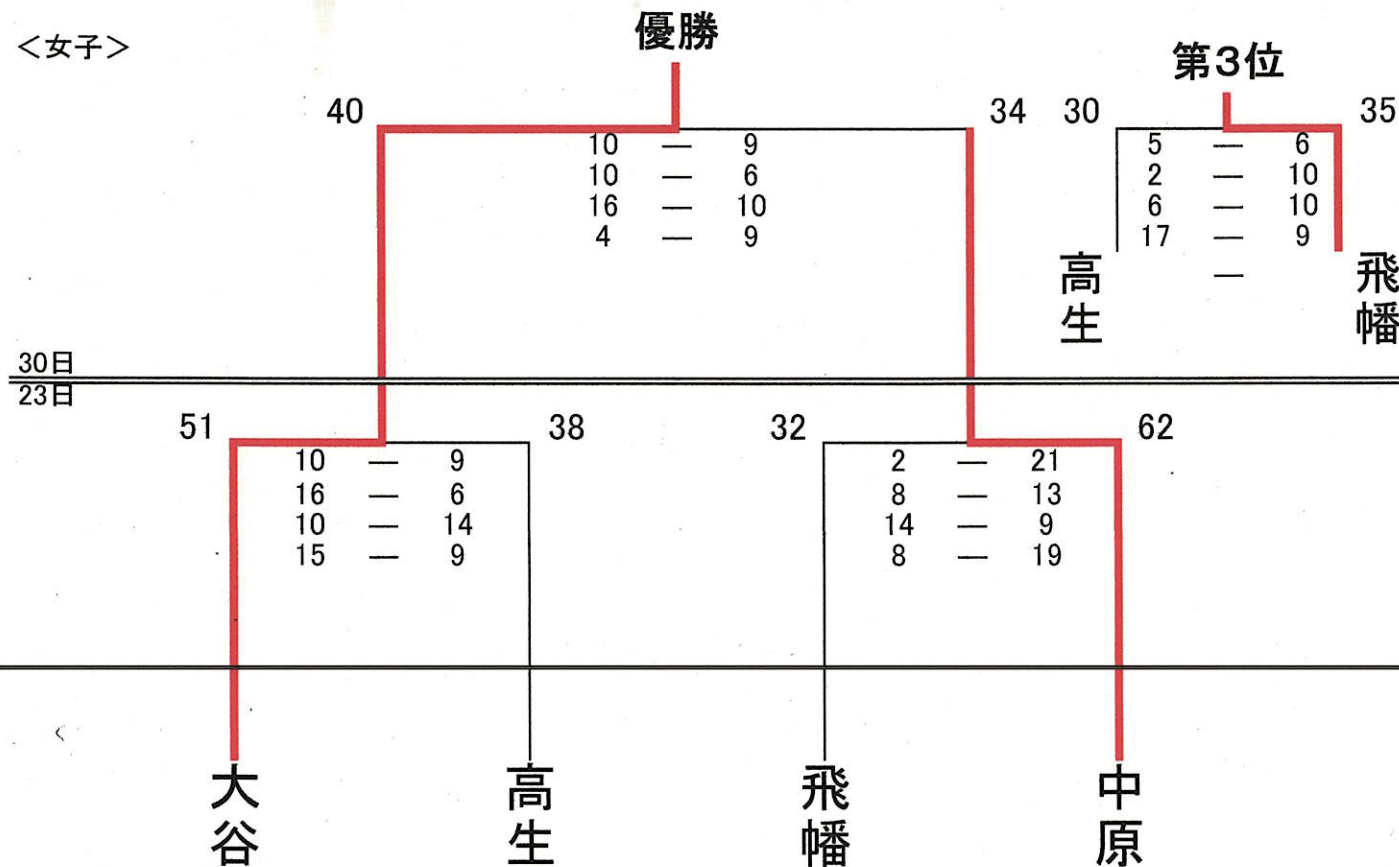 <女子>
優勝
第3位
40
34
30
35
10 — 9
10 — 6
16 — 10
4 — 9
5 — 6
2 — 10
6 — 10
17 — 9
—
高生
飛幡
30日
23日
51
38
32
62
10 — 9
16 — 6
10 — 14
15 — 9
2 — 21
8 — 13
14 — 9
8 — 19
大谷
高生
飛幡
中原